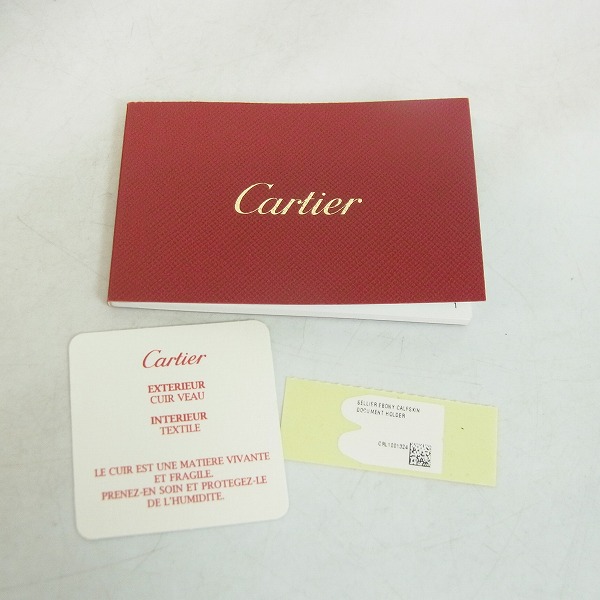 Cartier
Cartier
EXTERIEUR
CUIR VEAU
INTERIEUR
TEXTILE
LE CUIR EST UNE MATIERE VIVANTE
ET FRAGILE.
PRENEZ-EN SOIN ET PROTEGEZ-LE
DE L'HUMIDITE.
SELLIER EBONY CALFSKIN
DOCUMENT HOLDER
CRL1001024